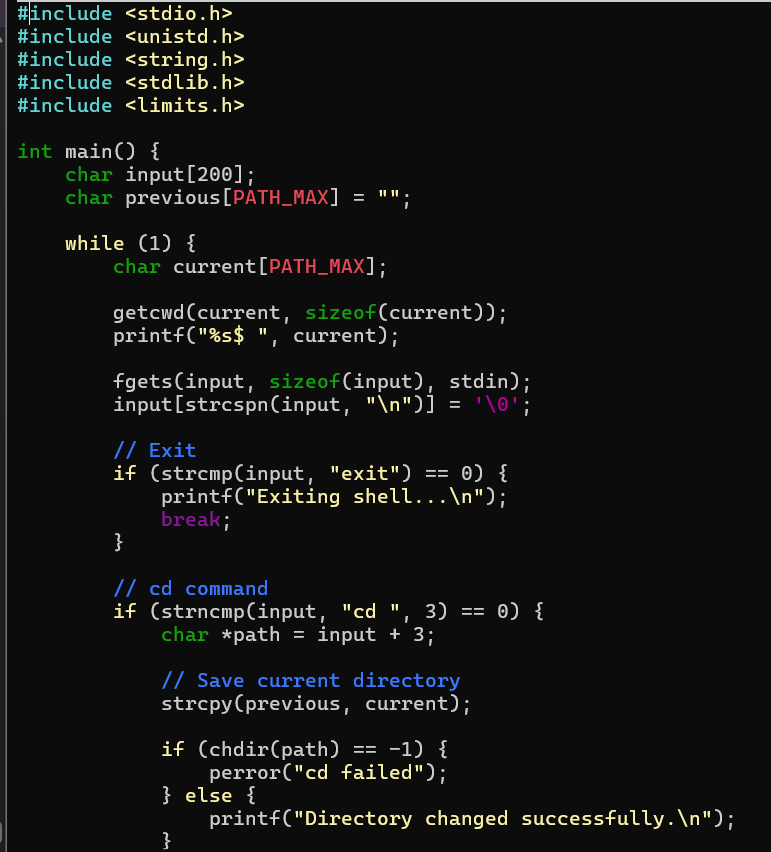 #include <stdio.h>
#include <unistd.h>
#include <string.h>
#include <stdlib.h>
#include <limits.h>

int main() {
    char input[200];
    char previous[PATH_MAX] = "";

    while (1) {
        char current[PATH_MAX];

        getcwd(current, sizeof(current));
        printf("%s$ ", current);

        fgets(input, sizeof(input), stdin);
        input[strcspn(input, "\n")] = '\0';

        // Exit
        if (strcmp(input, "exit") == 0) {
            printf("Exiting shell...\n");
            break;
        }

        // cd command
        if (strncmp(input, "cd ", 3) == 0) {
            char *path = input + 3;

            // Save current directory
            strcpy(previous, current);

            if (chdir(path) == -1) {
                perror("cd failed");
            } else {
                printf("Directory changed successfully.\n");
            }